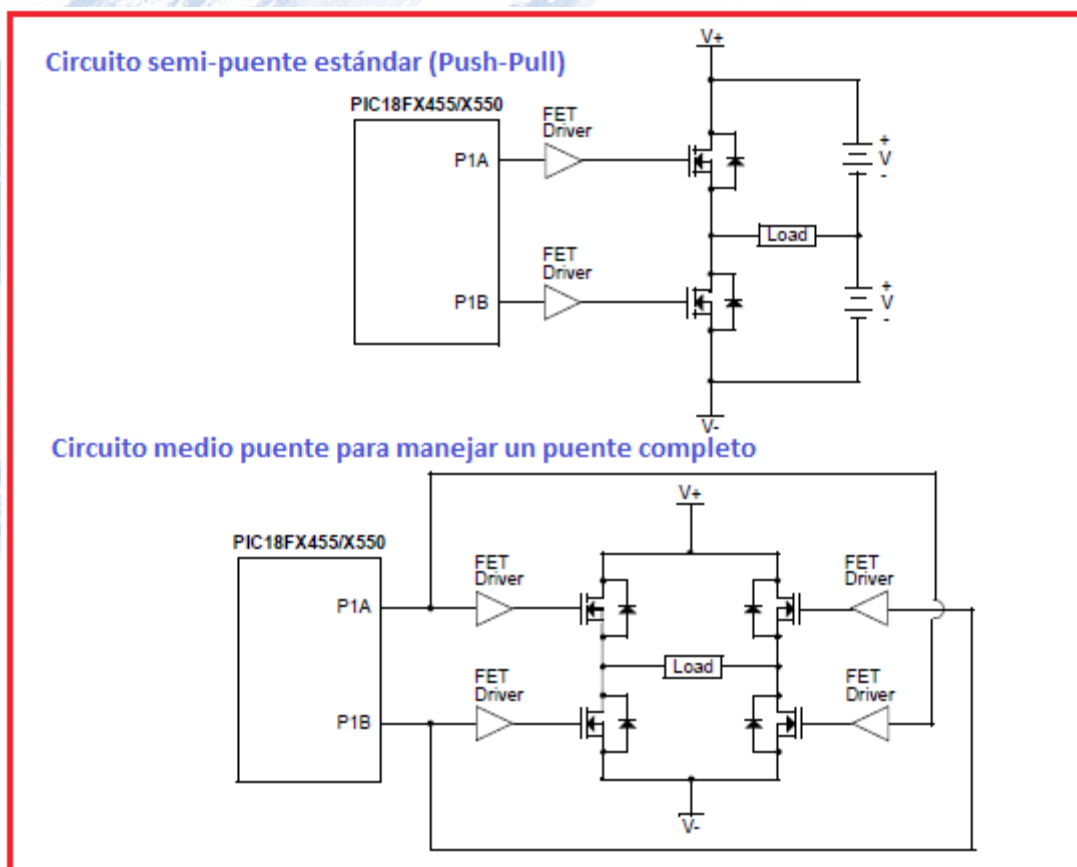 Circuito semi-puente estándar (Push-Pull)
V+
PIC18FX455/X550
FET
Driver
P1A
+
V
-
Load
FET
Driver
P1B
+
V
-
V-
Circuito medio puente para manejar un puente completo
V+
PIC18FX455/X550
FET
Driver
FET
Driver
P1A
Load
FET
Driver
FET
Driver
P1B
V-